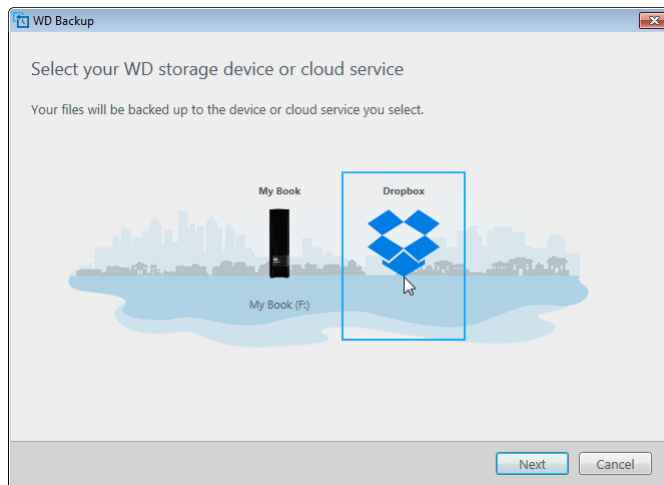 WD Backup
Select your WD storage device or cloud service
Your files will be backed up to the device or cloud service you select.
My Book
Dropbox
My Book (F:)
Next
Cancel